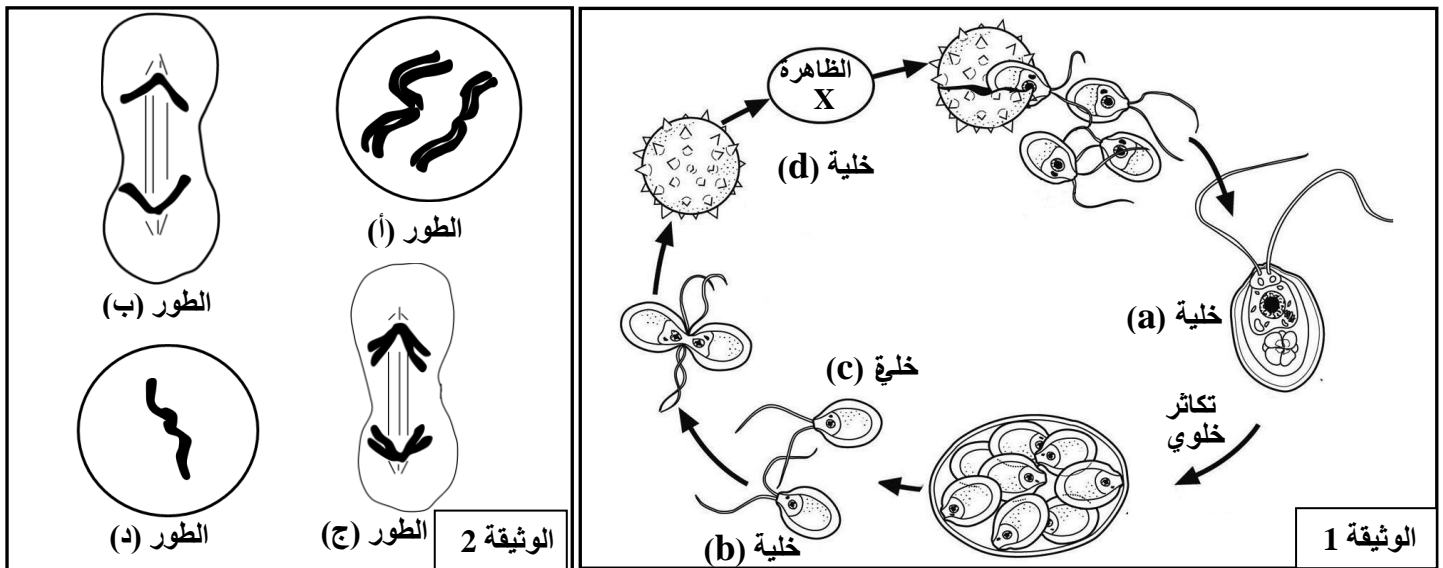 الظاهرة
X
خلية (d)
خلية (a)
تكاثر
خلوي
خلية (c)
خلية (b)
الوثيقة 1
الطور (أ)
الطور (ب)
الطور (ج)
الطور (د)
الوثيقة 2